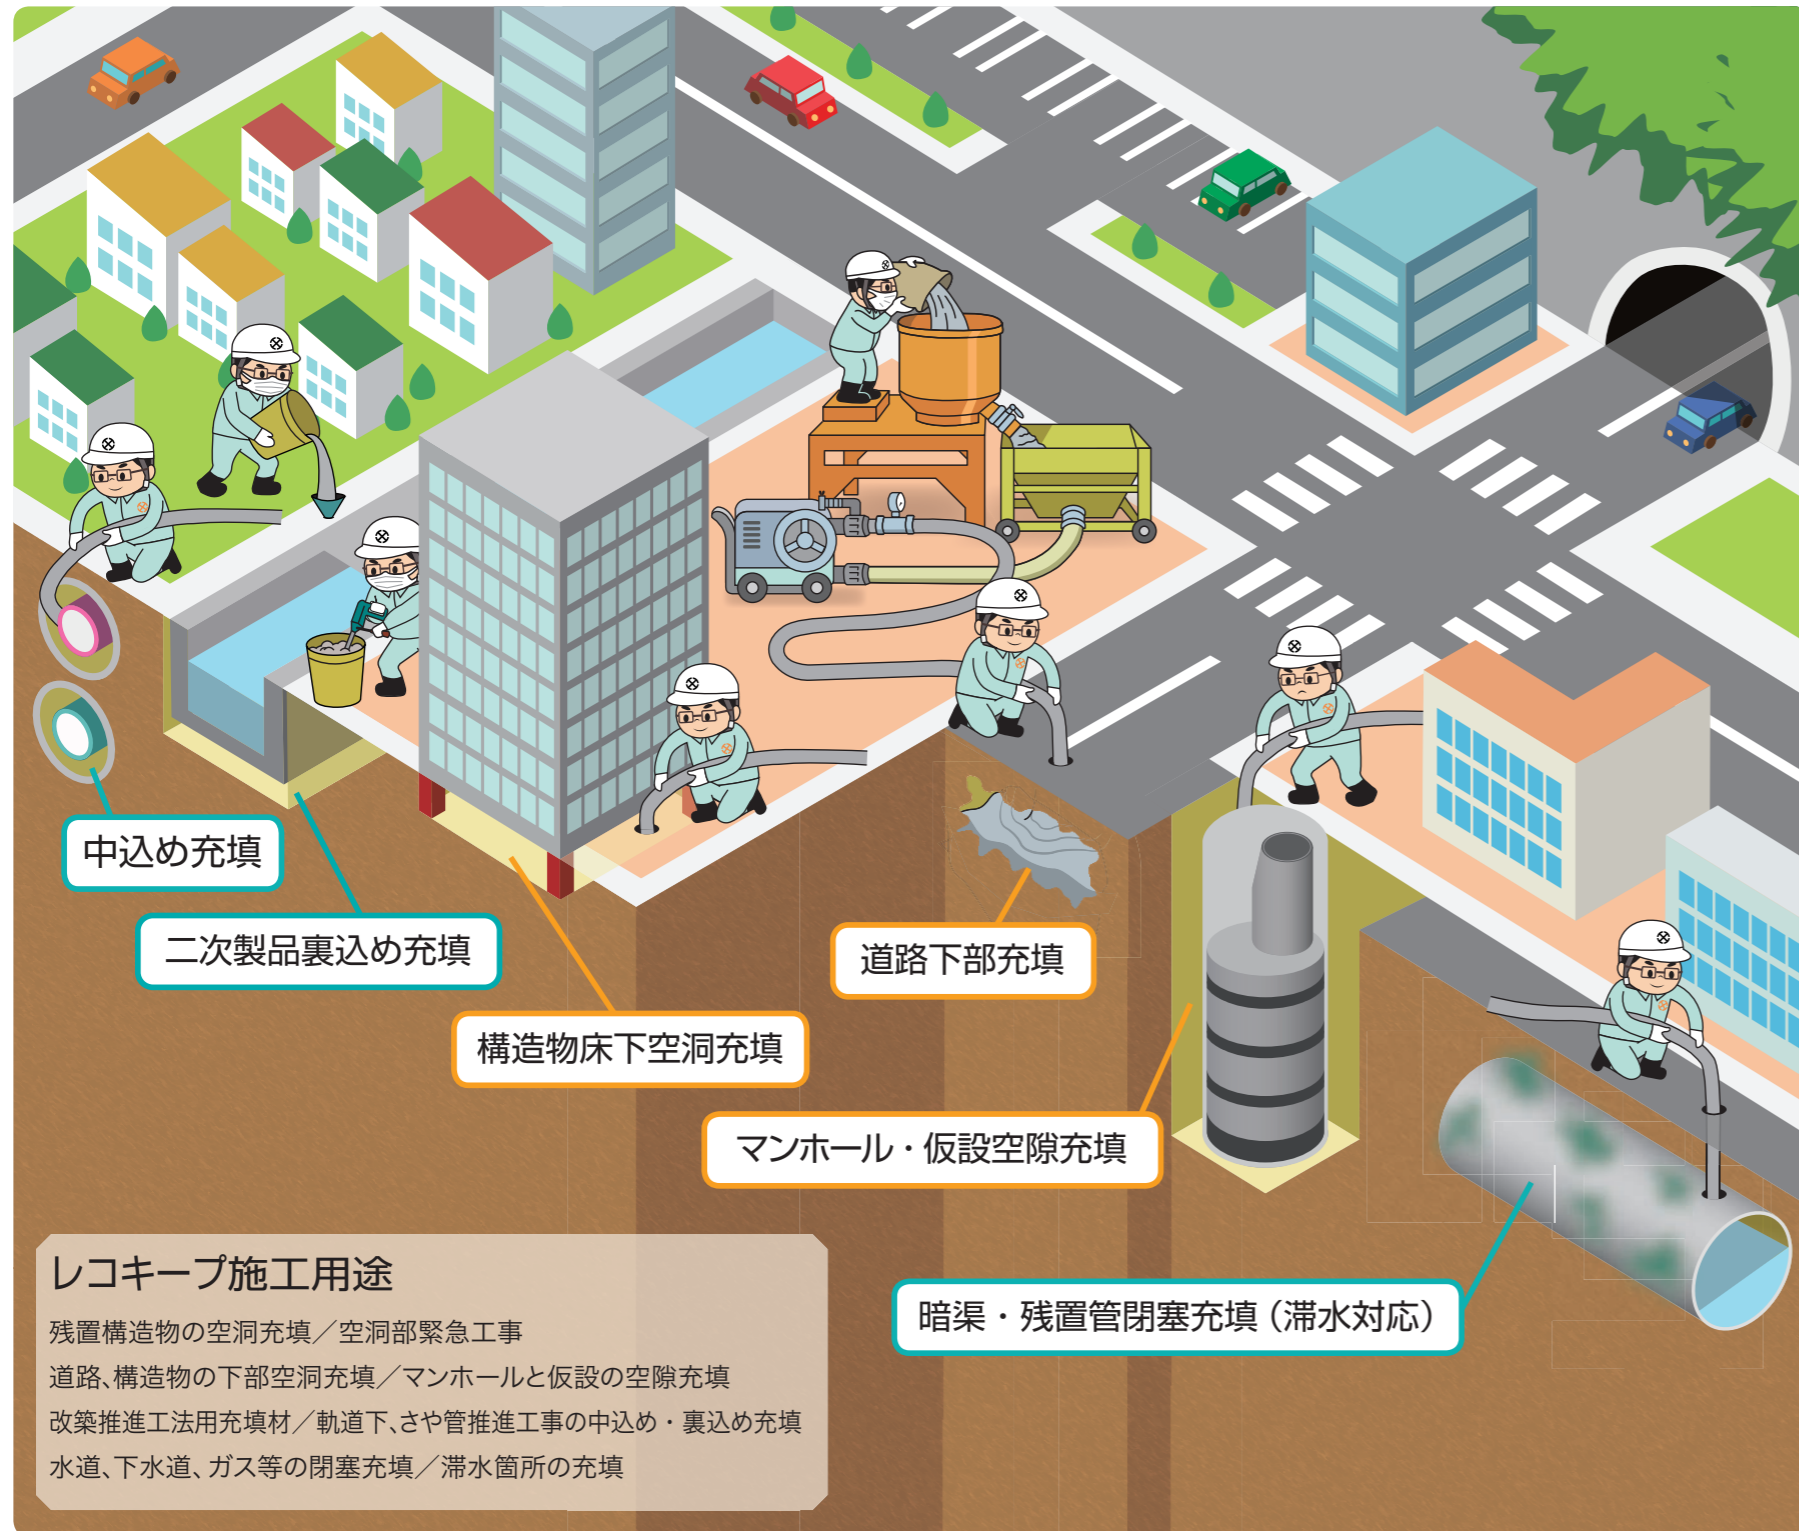 中込め充填
二次製品裏込め充填
構造物床下空洞充填
道路下部充填
マンホール・仮設空隙充填
暗渠・残置管閉塞充填（滞水対応）
レコキープ施工用途
残置構造物の空洞充填／空洞部緊急工事
道路、構造物の下部空洞充填／マンホールと仮設の空隙充填
改築推進工法用充填材／軌道下、さや管推進工事の中込め・裏込め充填
水道、下水道、ガス等の閉塞充填／滞水箇所の充填